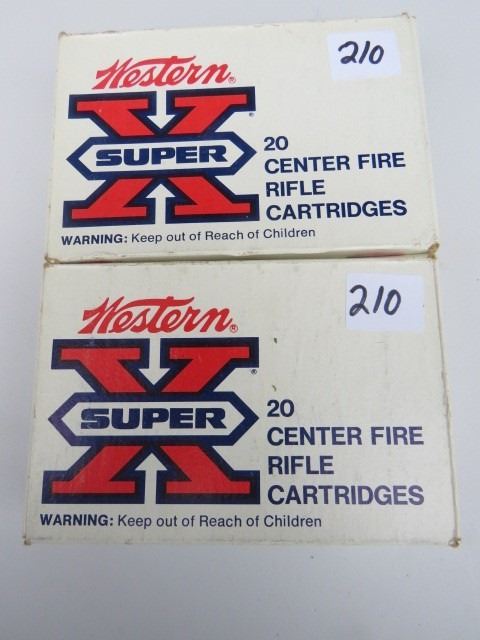 Western®
210
X®
SUPER
20
CENTER FIRE
RIFLE
CARTRIDGES
WARNING: Keep out of Reach of Children
Western®
210
X®
SUPER
20
CENTER FIRE
RIFLE
CARTRIDGES
WARNING: Keep out of Reach of Children